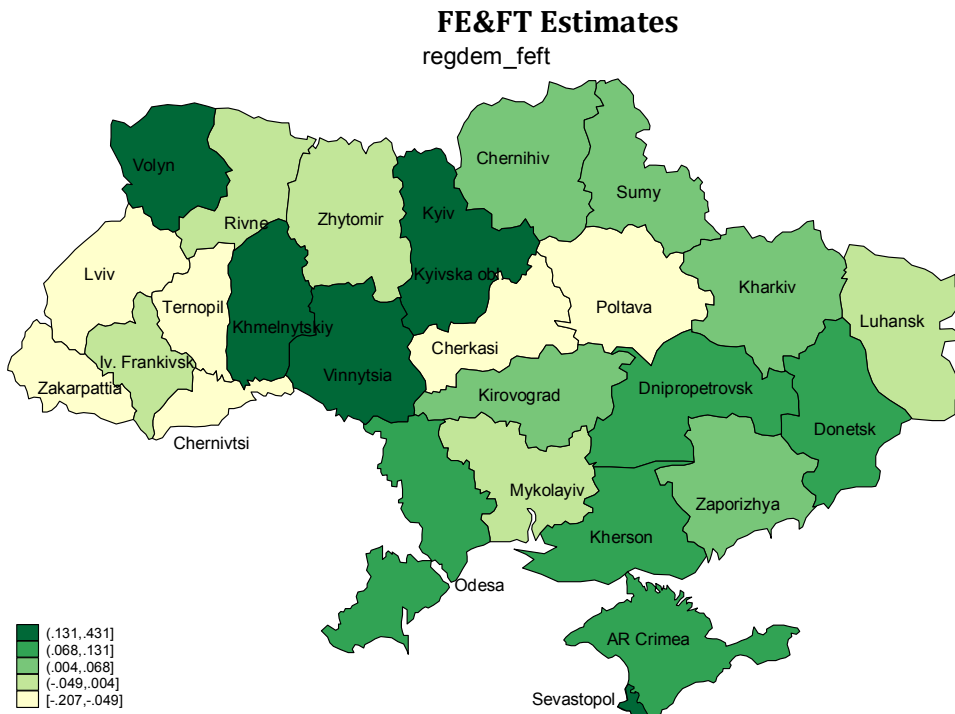 FE&FT Estimates
regdem_feft
Volyn
Chernihiv
Sumy
Rivne
Zhytomir
Kyiv
Lviv
Ternopil
Khmelnytskiy
Kyivska obl
Poltava
Kharkiv
Luhansk
Iv. Frankivsk
Zakarpattia
Vinnytsia
Cherkasi
Chernivtsi
Kirovograd
Dnipropetrovsk
Donetsk
Mykolayiv
Zaporizhya
Kherson
Odesa
AR Crimea
Sevastopol
(.131,.431]
(.068,.131]
(.004,.068]
(-.049,.004]
[-.207,-.049]